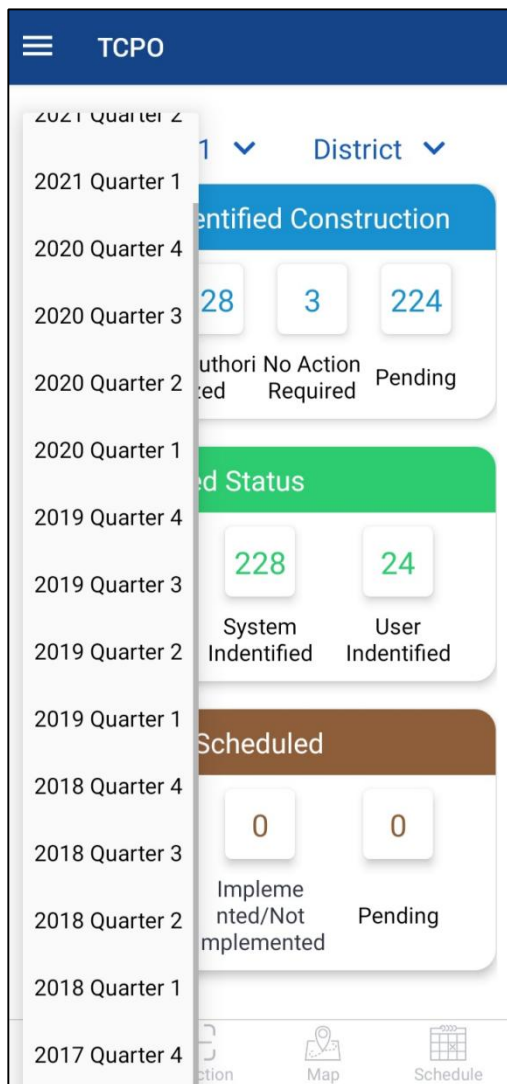 TCPO
2021 Quarter 2
1
District
2021 Quarter 1
2020 Quarter 4
2020 Quarter 3
2020 Quarter 2
2020 Quarter 1
2019 Quarter 4
2019 Quarter 3
2019 Quarter 2
2019 Quarter 1
2018 Quarter 4
2018 Quarter 3
2018 Quarter 2
2018 Quarter 1
2017 Quarter 4
entified Construction
28 3 224
uthori No Action
zed Required Pending
ed Status
228 24
System User
Indentified Indentified
Scheduled
0 0
Impleme
nted/Not Pending
mplemented
ction Map Schedule